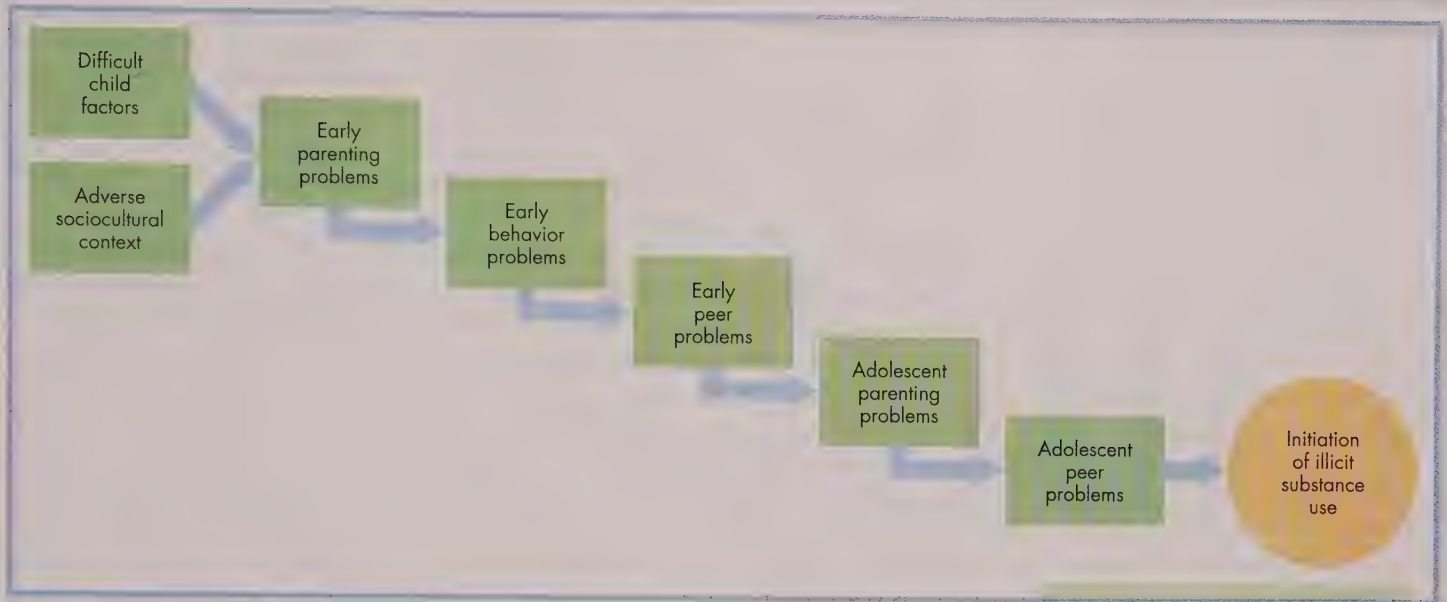 Difficult
child
factors
Adverse
sociocultural
context
Early
parenting
problems
Early
behavior
problems
Early
peer
problems
Adolescent
parenting
problems
Adolescent
peer
problems
Initiation
of illicit
substance
use